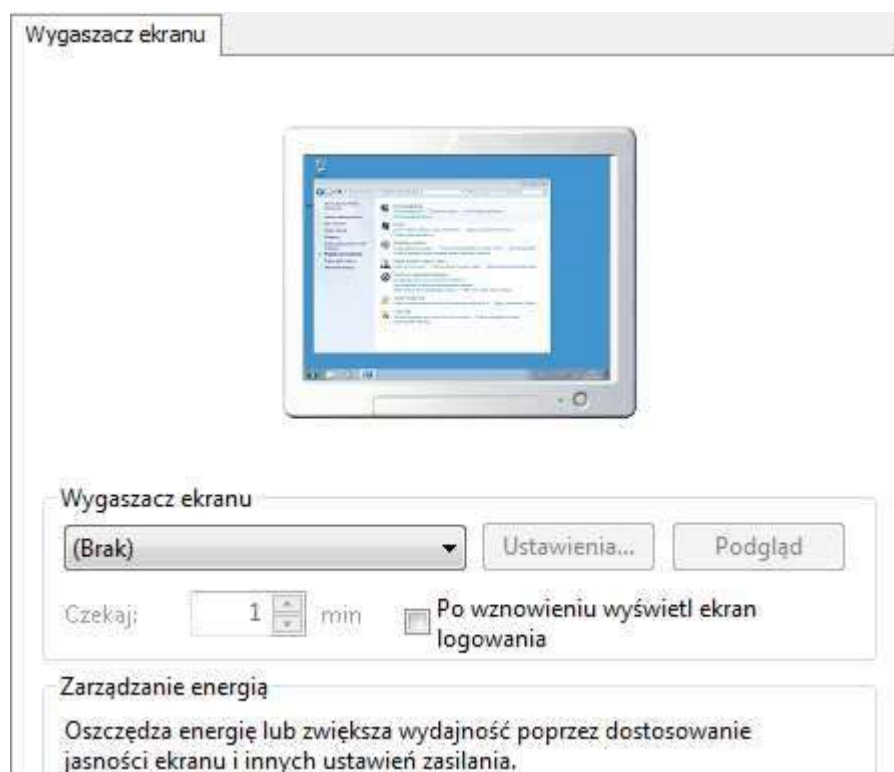 Wygaszacz ekranu
Wygaszacz ekranu
(Brak)
Ustawienia...
Podgląd
Czekaj:
1
min
Po wznowieniu wyświetl ekran
logowania
Zarządzanie energią
Oszczędza energię lub zwiększa wydajność poprzez dostosowanie
jasności ekranu i innych ustawień zasilania.